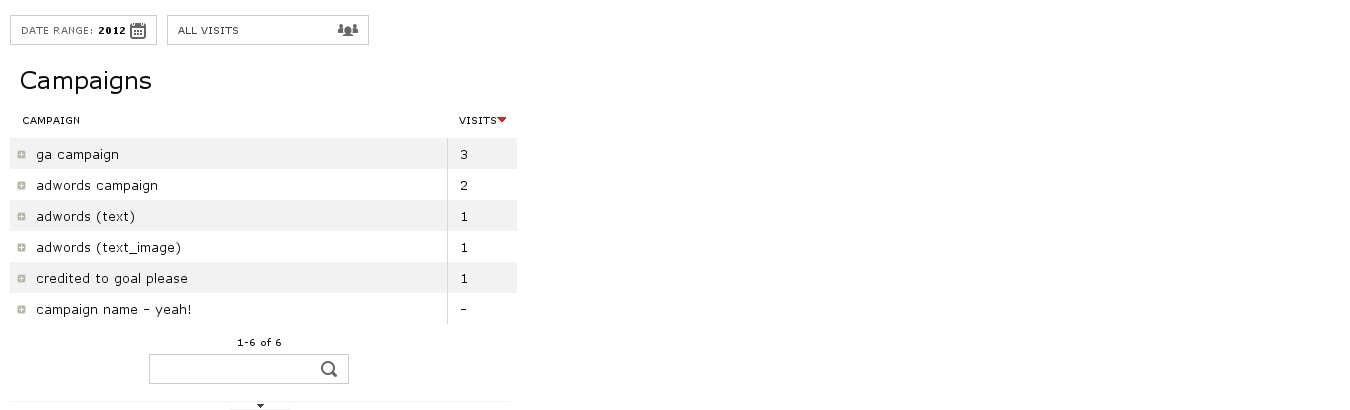 DATE RANGE: 2012 ALL VISITS
Campaigns
CAMPAIGN VISITS
ga campaign 3
adwords campaign 2
adwords (text) 1
adwords (text_image) 1
credited to goal please 1
campaign name - yeah! -
1-6 of 6